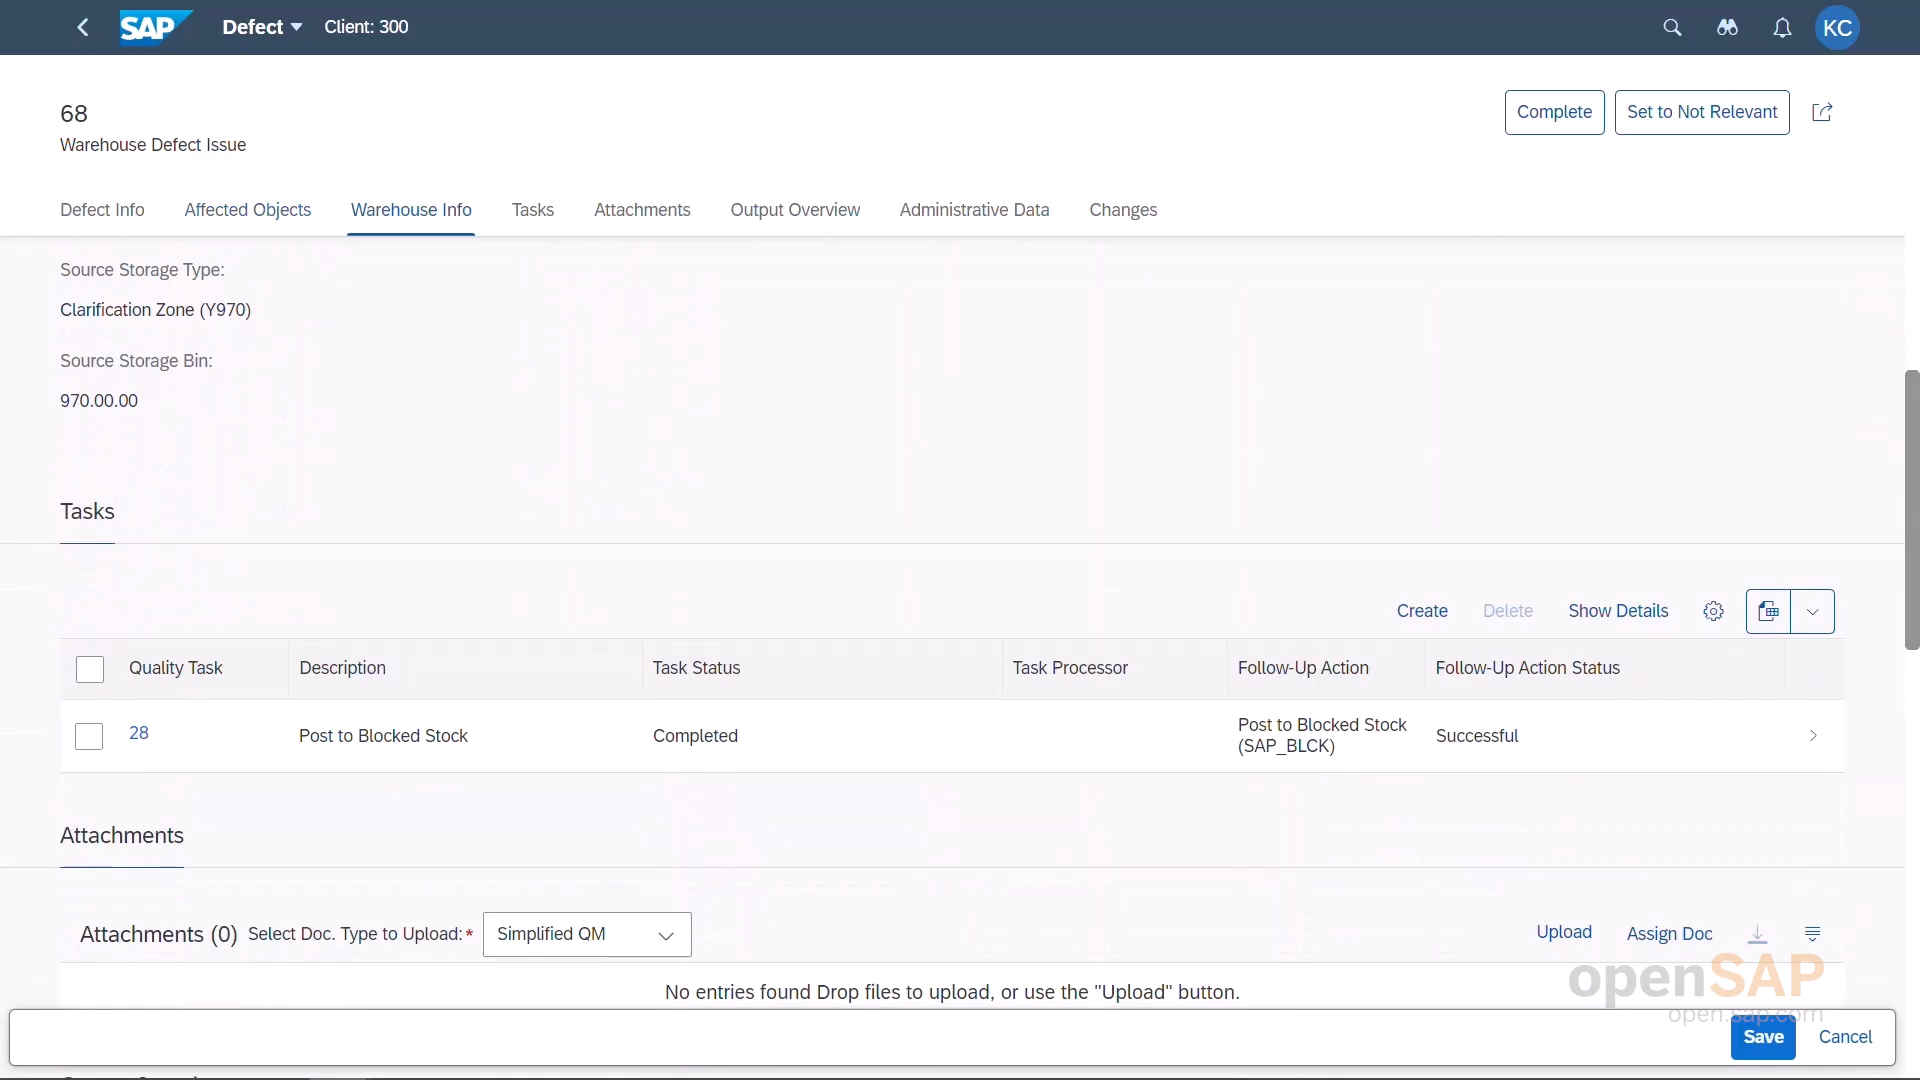 SAP Defect Client: 300 KC
68
Complete Set to Not Relevant
Warehouse Defect Issue
Defect Info Affected Objects Warehouse Info Tasks Attachments Output Overview Administrative Data Changes
Source Storage Type:
Clarification Zone (Y970)
Source Storage Bin:
970.00.00
Tasks
Create Delete Show Details
Quality Task Description Task Status Task Processor Follow-Up Action Follow-Up Action Status
28 Post to Blocked Stock Completed Post to Blocked Stock (SAP_BLCK) Successful
Attachments
Attachments (0) Select Doc. Type to Upload:* Simplified QM Upload Assign Doc
No entries found Drop files to upload, or use the "Upload" button.
openSAP
open.sap.com
Save Cancel